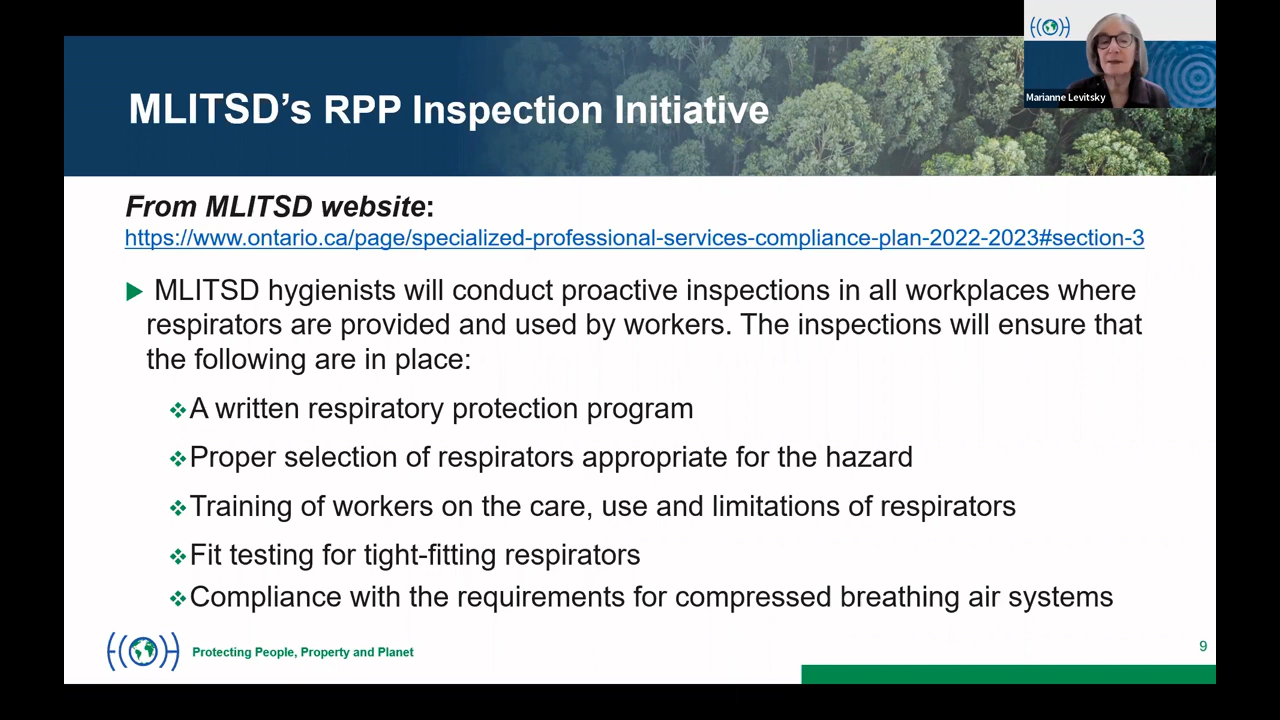 Marianne Levitsky
MLITSD’s RPP Inspection Initiative
From MLITSD website:
https://www.ontario.ca/page/specialized-professional-services-compliance-plan-2022-2023#section-3
MLITSD hygienists will conduct proactive inspections in all workplaces where
respirators are provided and used by workers. The inspections will ensure that
the following are in place:
A written respiratory protection program
Proper selection of respirators appropriate for the hazard
Training of workers on the care, use and limitations of respirators
Fit testing for tight-fitting respirators
Compliance with the requirements for compressed breathing air systems
Protecting People, Property and Planet
9